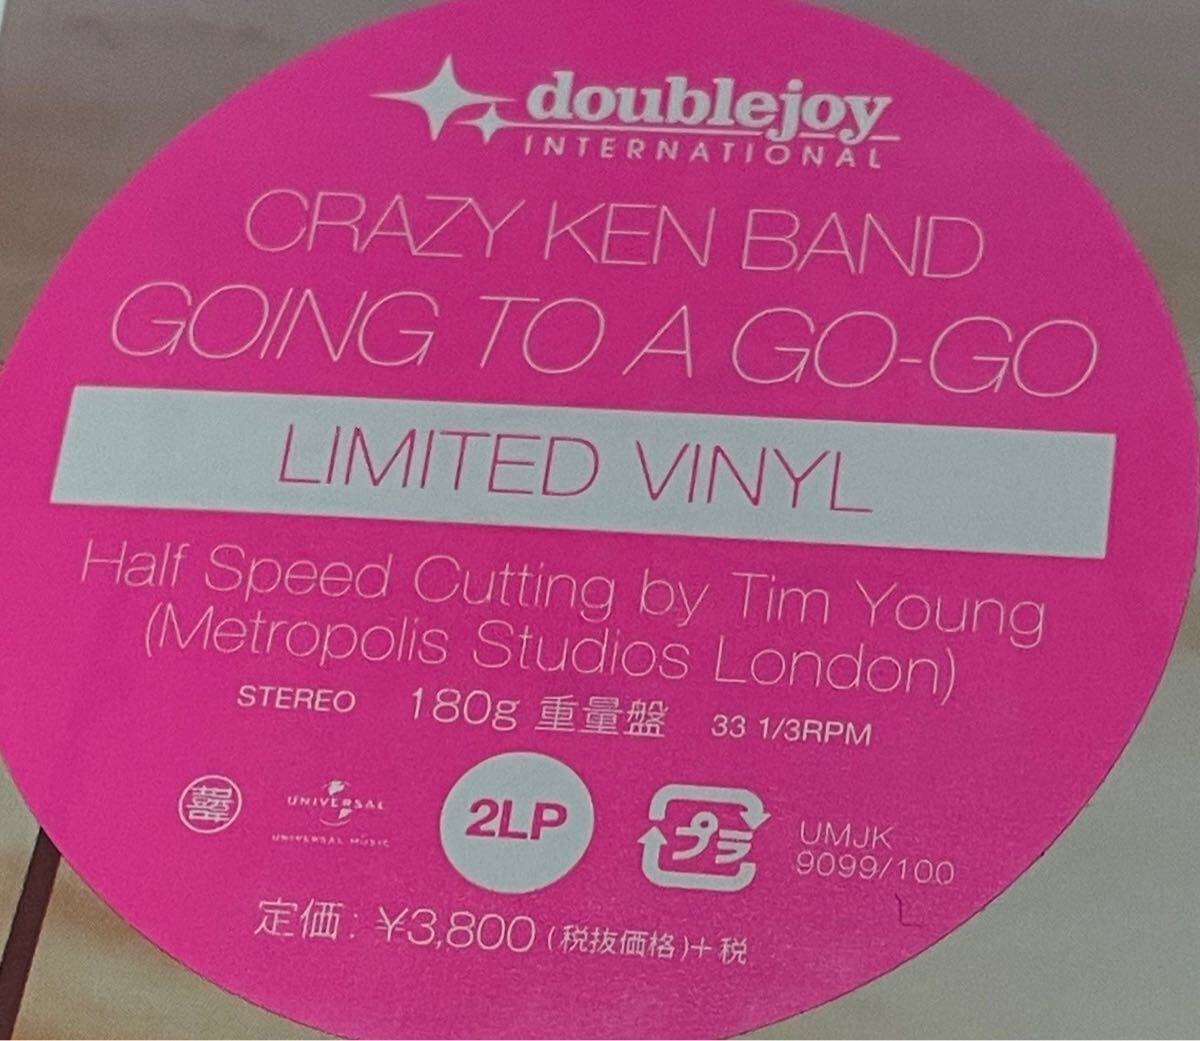 doublejoy
INTERNATIONAL
CRAZY KEN BAND
GOING TO A GO-GO
LIMITED VINYL
Half Speed Cutting by Tim Young
(Metropolis Studios London)
STEREO 180g 重量盤 33 1/3RPM
UNIVERSAL
UNIVERSAL MUSIC
2LP
プラ
UMJK
9099/100
定価: ¥3,800 (税抜価格)+税